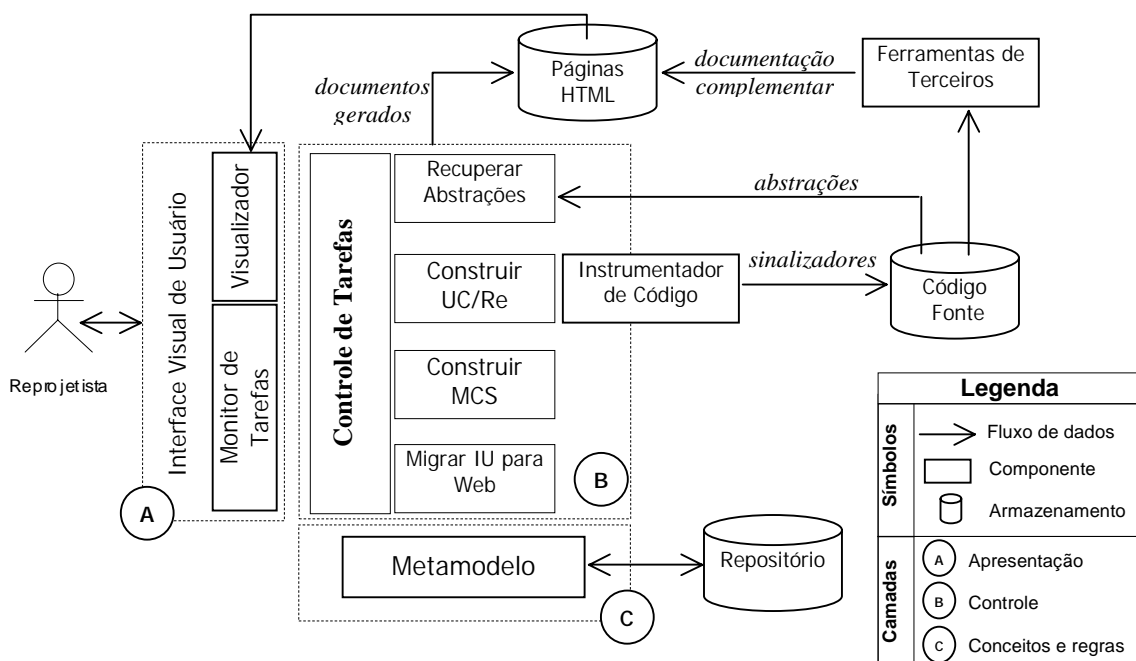 Páginas
HTML
documentação
complementar
Ferramentas de
Terceiros
documentos
gerados
Interface Visual de Usuário
Visualizador
Monitor de
Tarefas
A
Controle de Tarefas
Recuperar
Abstrações
Construir
UC/Re
Construir
MCS
Migrar IU para
Web
B
Instrumentador
de Código
abstrações
sinalizadores
Código
Fonte
Reprojetista
Metamodelo
C
Repositório
Legenda
Símbolos
Fluxo de dados
Componente
Armazenamento
Camadas
A Apresentação
B Controle
C Conceitos e regras